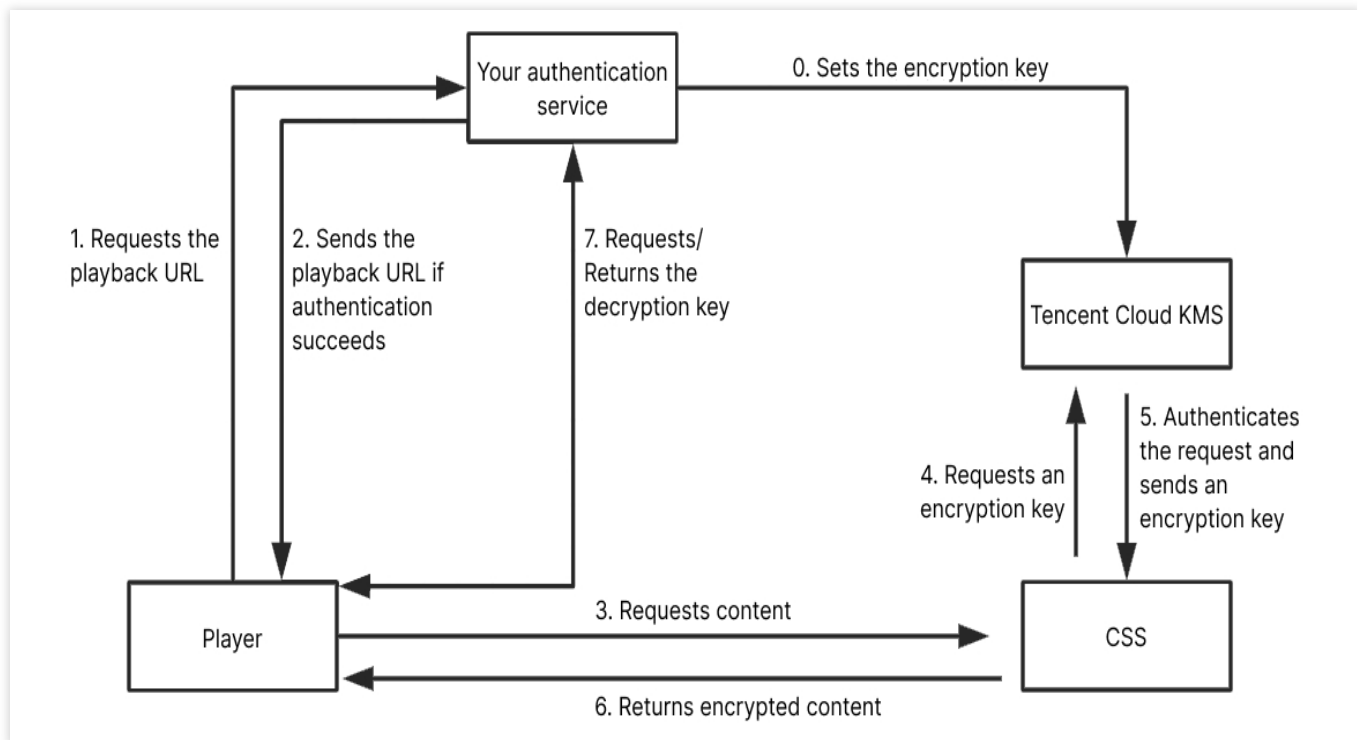 Your authentication
service
0. Sets the encryption key
1. Requests the
playback URL
2. Sends the
playback URL if
authentication
succeeds
7. Requests/
Returns the
decryption key
Tencent Cloud KMS
4. Requests an
encryption key
5. Authenticates
the request and
sends an
encryption key
Player
3. Requests content
CSS
6. Returns encrypted content